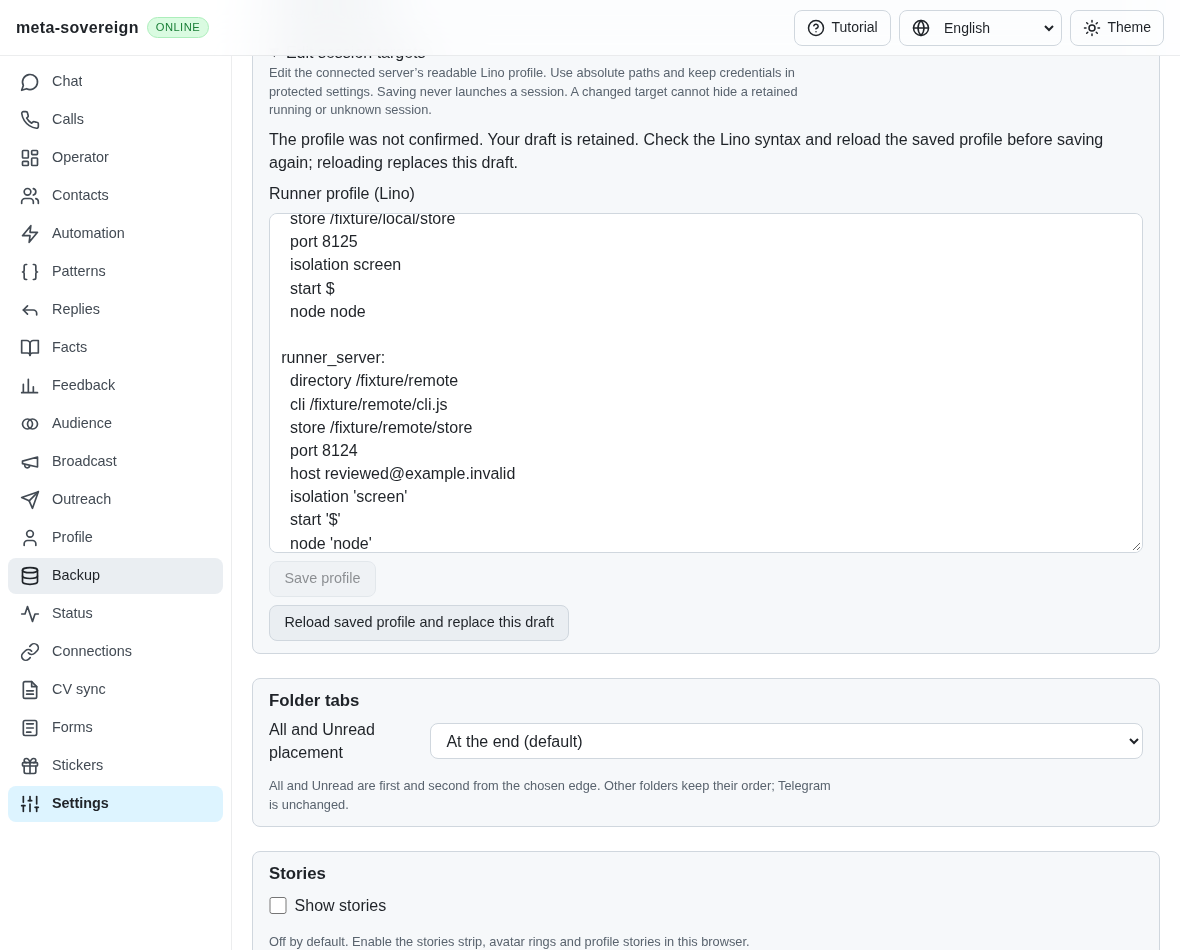 meta-sovereign
ONLINE
Tutorial
English
Theme
Chat
Calls
Operator
Contacts
Automation
Patterns
Replies
Facts
Feedback
Audience
Broadcast
Outreach
Profile
Backup
Status
Connections
CV sync
Forms
Stickers
Settings
Edit session targets
Edit the connected server's readable Lino profile. Use absolute paths and keep credentials in
protected settings. Saving never launches a session. A changed target cannot hide a retained
running or unknown session.
The profile was not confirmed. Your draft is retained. Check the Lino syntax and reload the saved profile before saving
again; reloading replaces this draft.
Runner profile (Lino)
store /fixture/local/store
port 8125
isolation screen
start $
node node
runner_server:
directory /fixture/remote
cli /fixture/remote/cli.js
store /fixture/remote/store
port 8124
host reviewed@example.invalid
isolation 'screen'
start '$'
node 'node'
Save profile
Reload saved profile and replace this draft
Folder tabs
All and Unread
placement
At the end (default)
All and Unread are first and second from the chosen edge. Other folders keep their order; Telegram
is unchanged.
Stories
Show stories
Off by default. Enable the stories strip, avatar rings and profile stories in this browser.